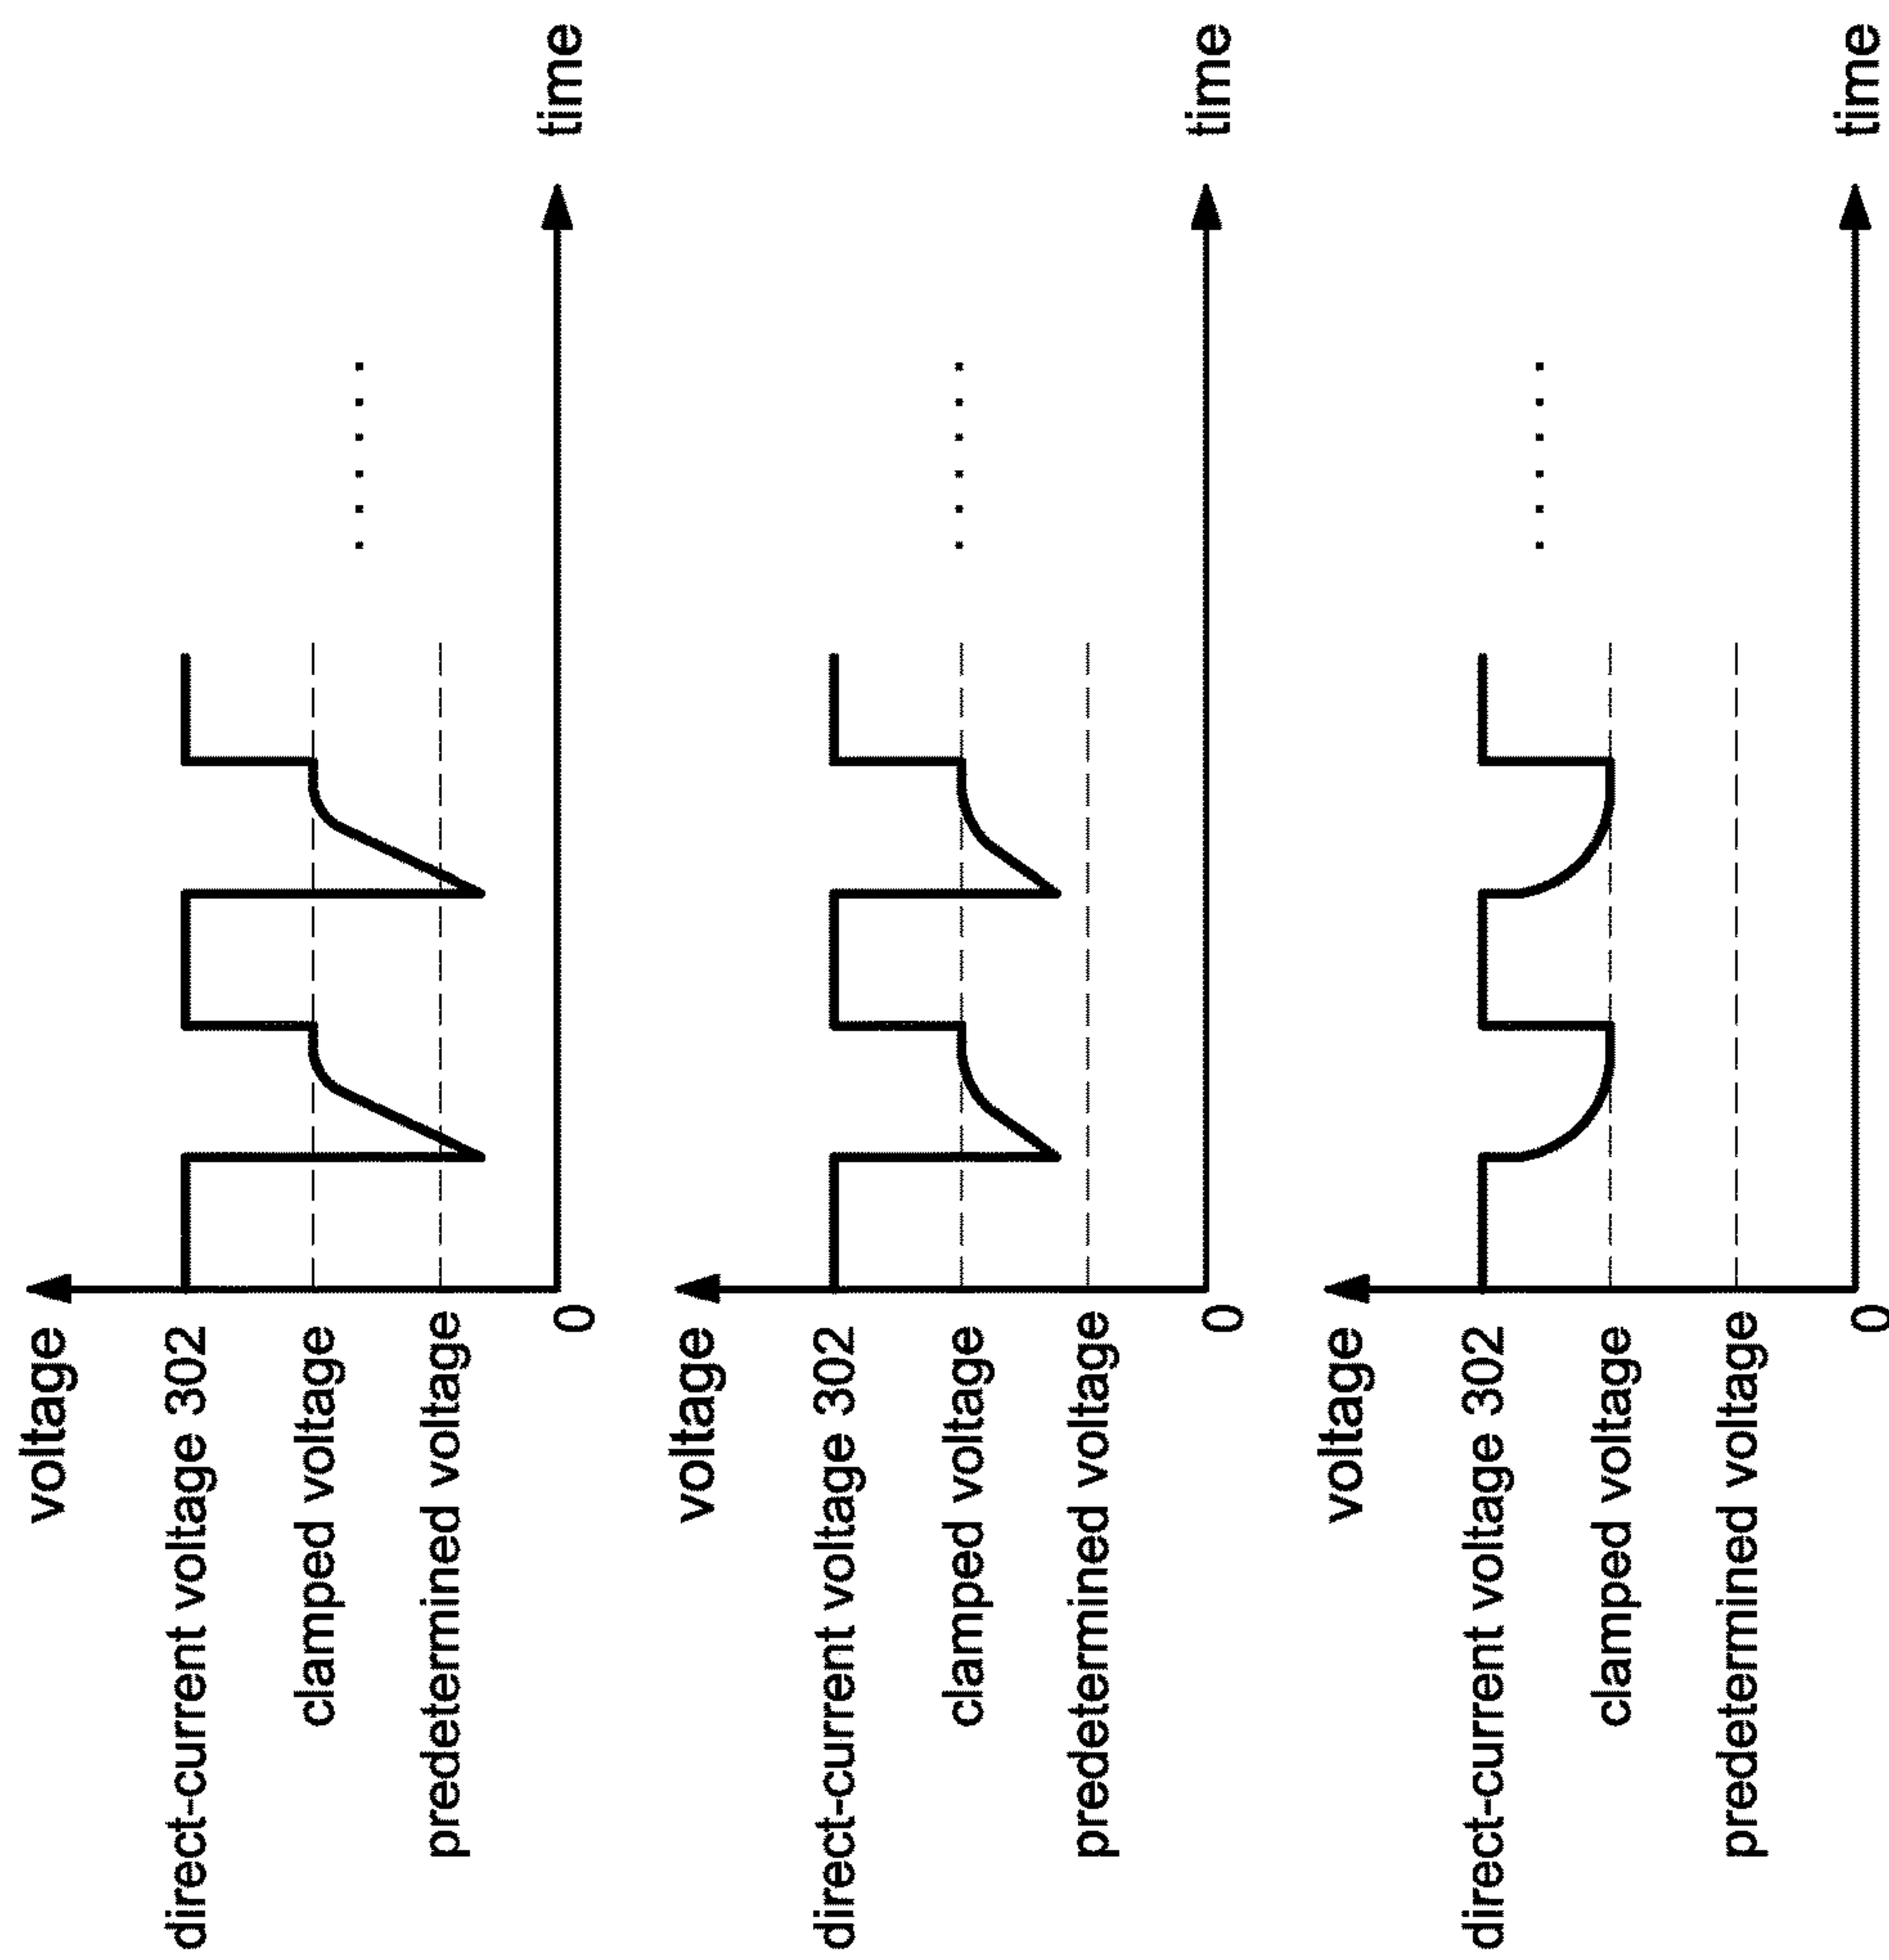 voltage
direct-current voltage 302
clamped voltage
predetermined voltage
0
time
voltage
direct-current voltage 302
clamped voltage
predetermined voltage
0
time
voltage
direct-current voltage 302
clamped voltage
predetermined voltage
0
time